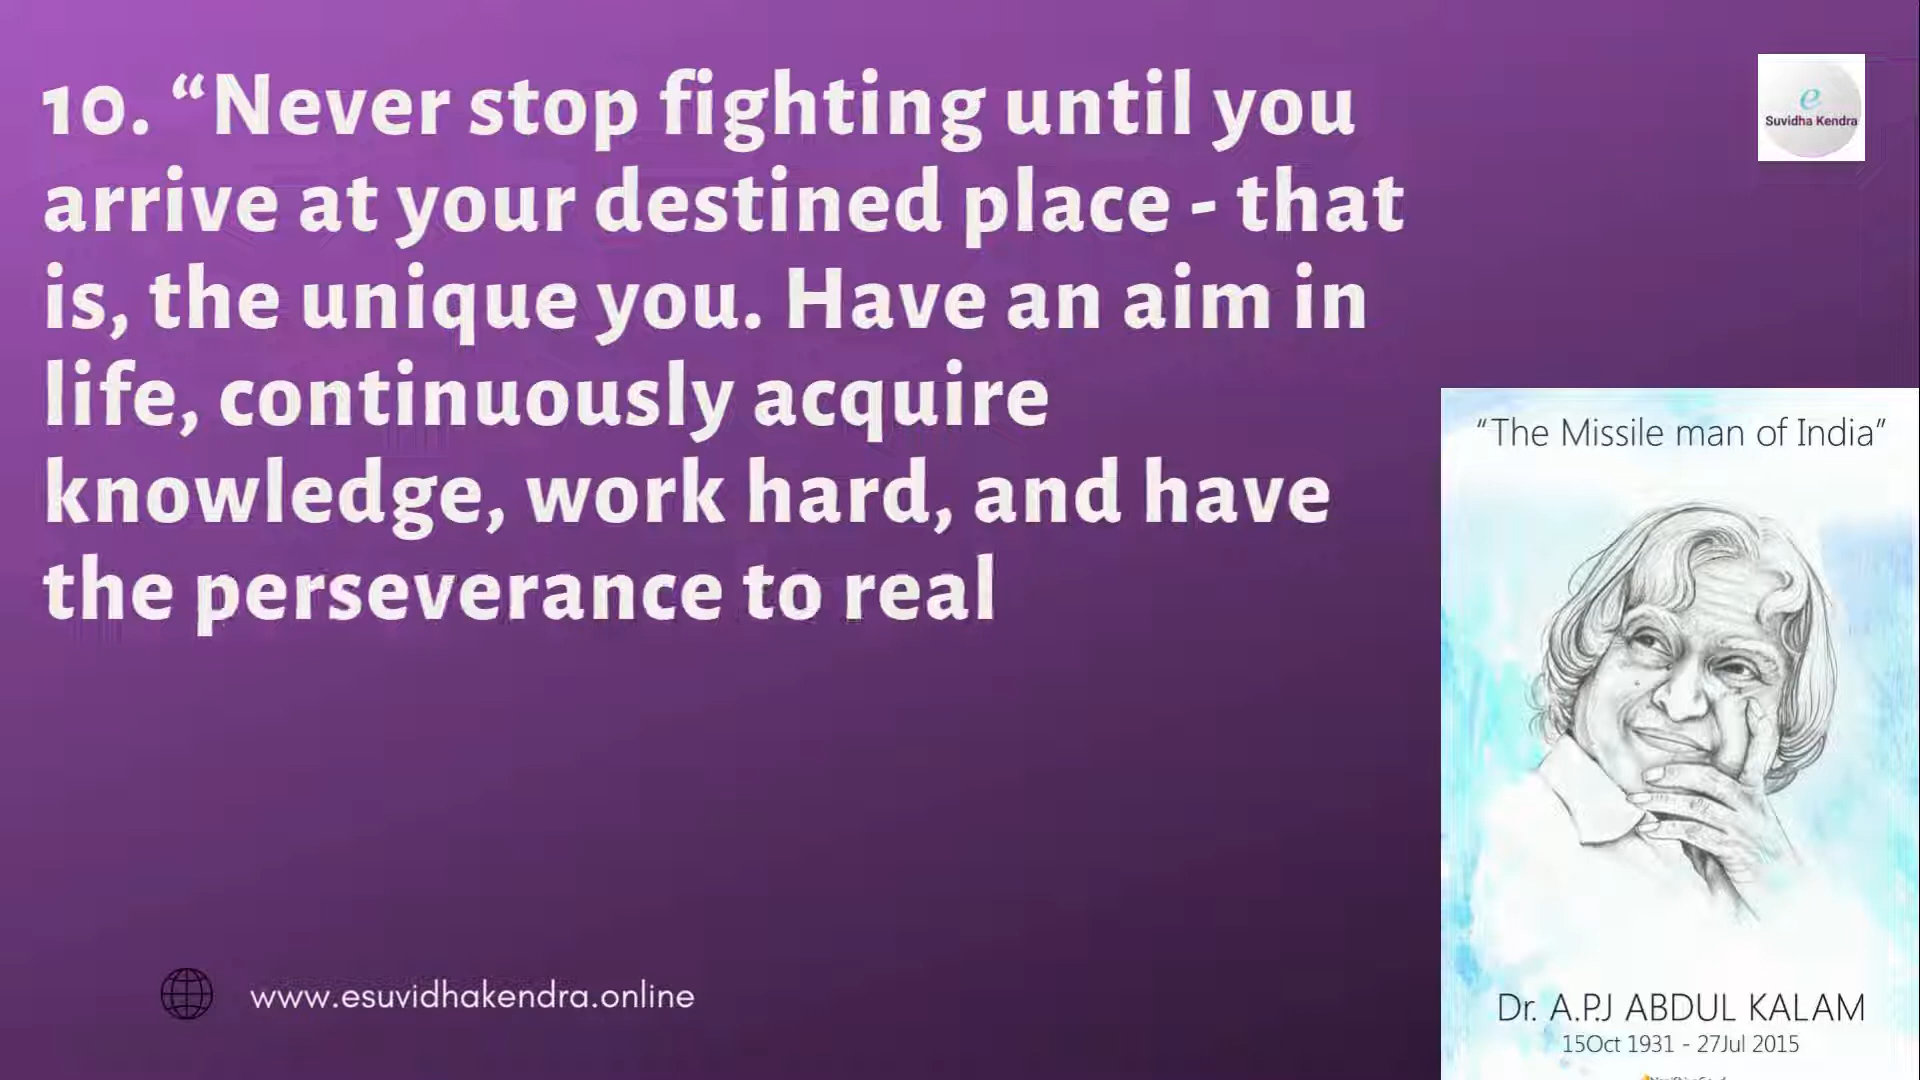 10. “Never stop fighting until you
arrive at your destined place - that
is, the unique you. Have an aim in
life, continuously acquire
knowledge, work hard, and have
the perseverance to real
e
Suvidha Kendra
“The Missile man of India”
Dr. A.P.J ABDUL KALAM
15Oct 1931 - 27Jul 2015
www.esuvidhakendra.online